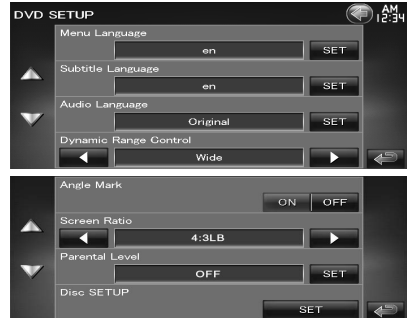 DVD SETUP
AM
12:34
Menu Language
en SET
Subtitle Language
en SET
Audio Language
Original SET
Dynamic Range Control
Wide
Angle Mark
ON OFF
Screen Ratio
4:3LB
Parental Level
OFF SET
Disc SETUP
SET